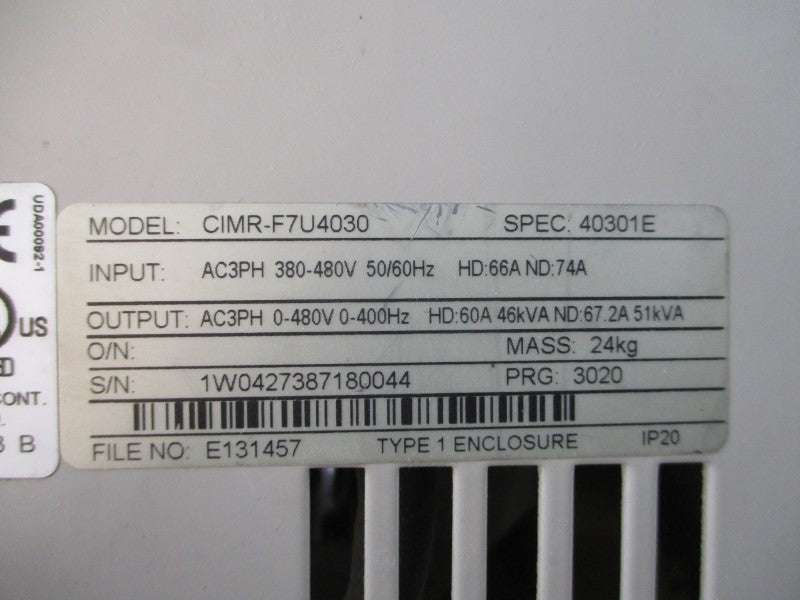 UDA00092-1
US
CONT.
B
MODEL: CIMR-F7U4030 SPEC: 40301E
INPUT: AC3PH 380-480V 50/60Hz HD:66A ND:74A
OUTPUT: AC3PH 0-480V 0-400Hz HD:60A 46kVA ND:67.2A 51kVA
O/N: MASS: 24kg
S/N: 1W0427387180044 PRG: 3020
FILE NO: E131457 TYPE 1 ENCLOSURE IP20